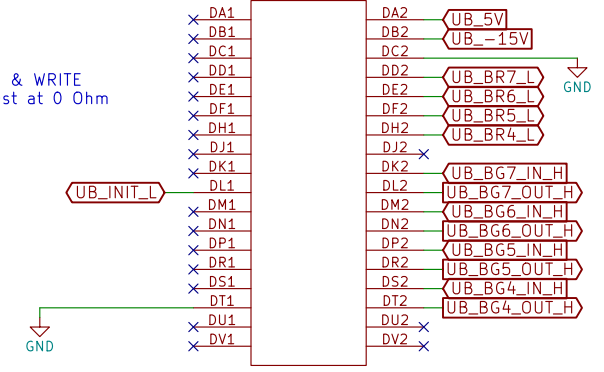 DA1 DA2 UB_5V
DB1 DB2 UB_-15V
DC1 DC2
GND
& WRITE
DD1 DD2 UB_BR7_L
st at 0 Ohm
DE1 DE2 UB_BR6_L
DF1 DF2 UB_BR5_L
DH1 DH2 UB_BR4_L
DJ1 DJ2
DK1 DK2 UB_BG7_IN_H
UB_INIT_L DL1 DL2 UB_BG7_OUT_H
DM1 DM2 UB_BG6_IN_H
DN1 DN2 UB_BG6_OUT_H
DP1 DP2 UB_BG5_IN_H
DR1 DR2 UB_BG5_OUT_H
DS1 DS2 UB_BG4_IN_H
DT1 DT2 UB_BG4_OUT_H
DU1 DU2
GND
DV1 DV2